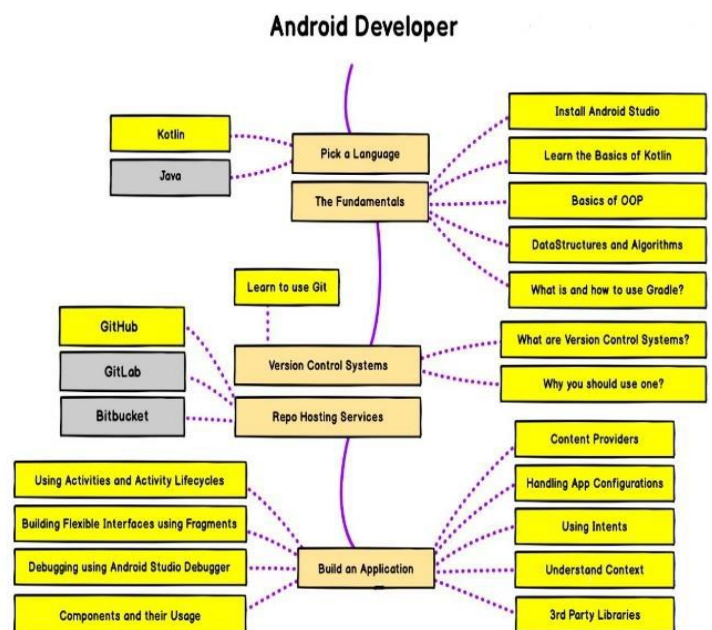 Android Developer
Kotlin
Java
Pick a Language
The Fundamentals
Install Android Studio
Learn the Basics of Kotlin
Basics of OOP
DataStructures and Algorithms
What is and how to use Gradle?
Learn to use Git
GitHub
GitLab
Bitbucket
Version Control Systems
Repo Hosting Services
What are Version Control Systems?
Why you should use one?
Using Activities and Activity Lifecycles
Building Flexible Interfaces using Fragments
Debugging using Android Studio Debugger
Components and their Usage
Build an Application
Content Providers
Handling App Configurations
Using Intents
Understand Context
3rd Party Libraries